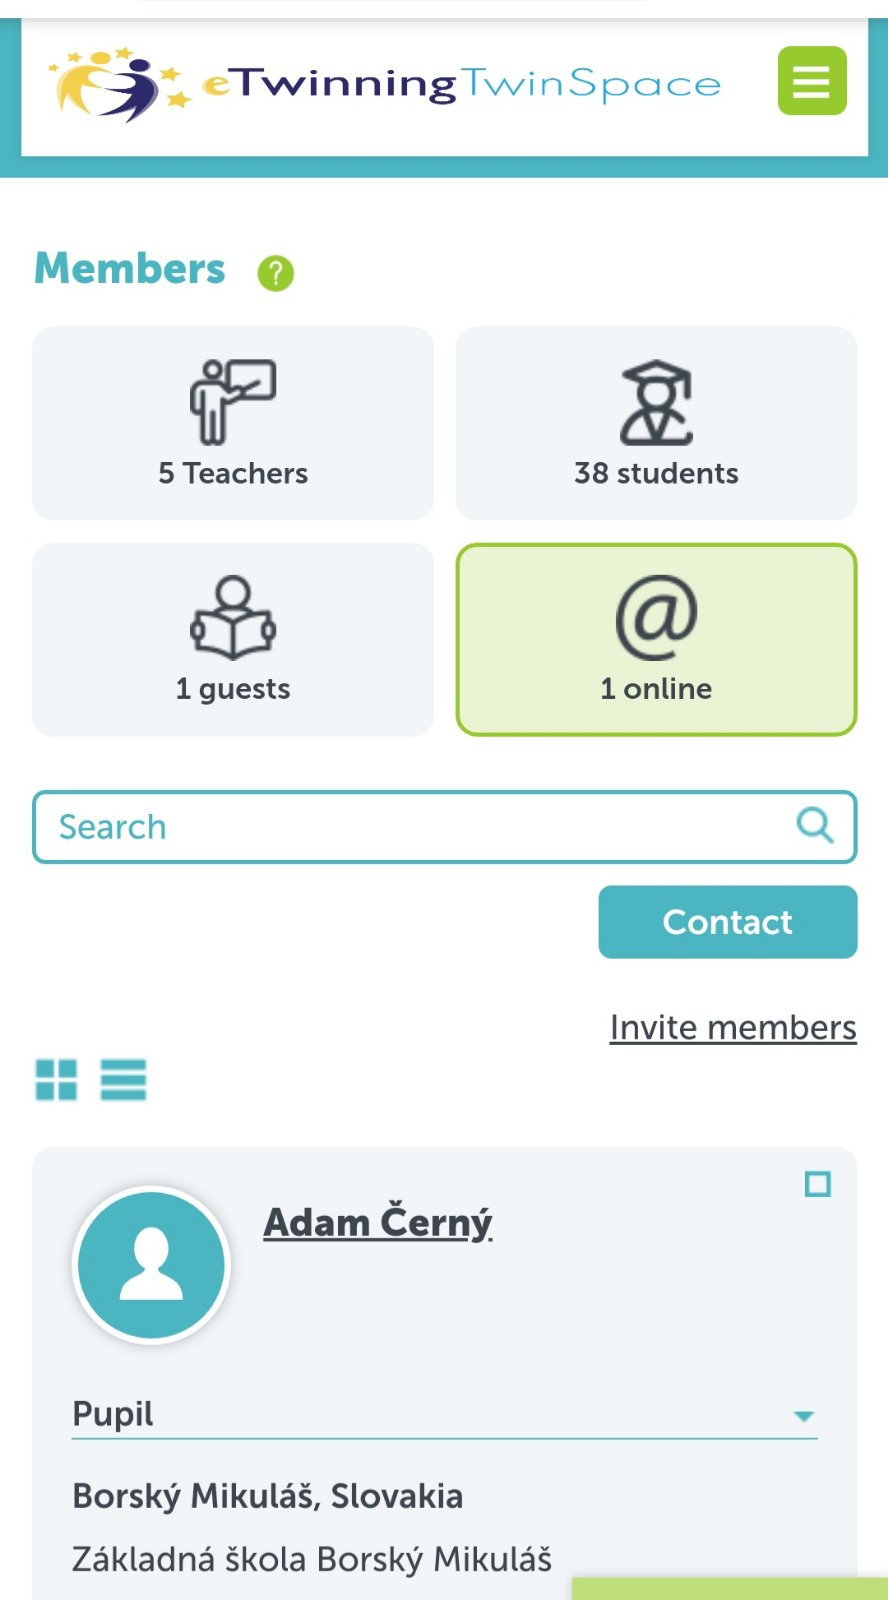 eTwinning TwinSpace
Members ?
5 Teachers
38 students
1 guests
@
1 online
Search
Contact
Invite members
Adam Černý
Pupil
Borský Mikuláš, Slovakia
Základná škola Borský Mikuláš